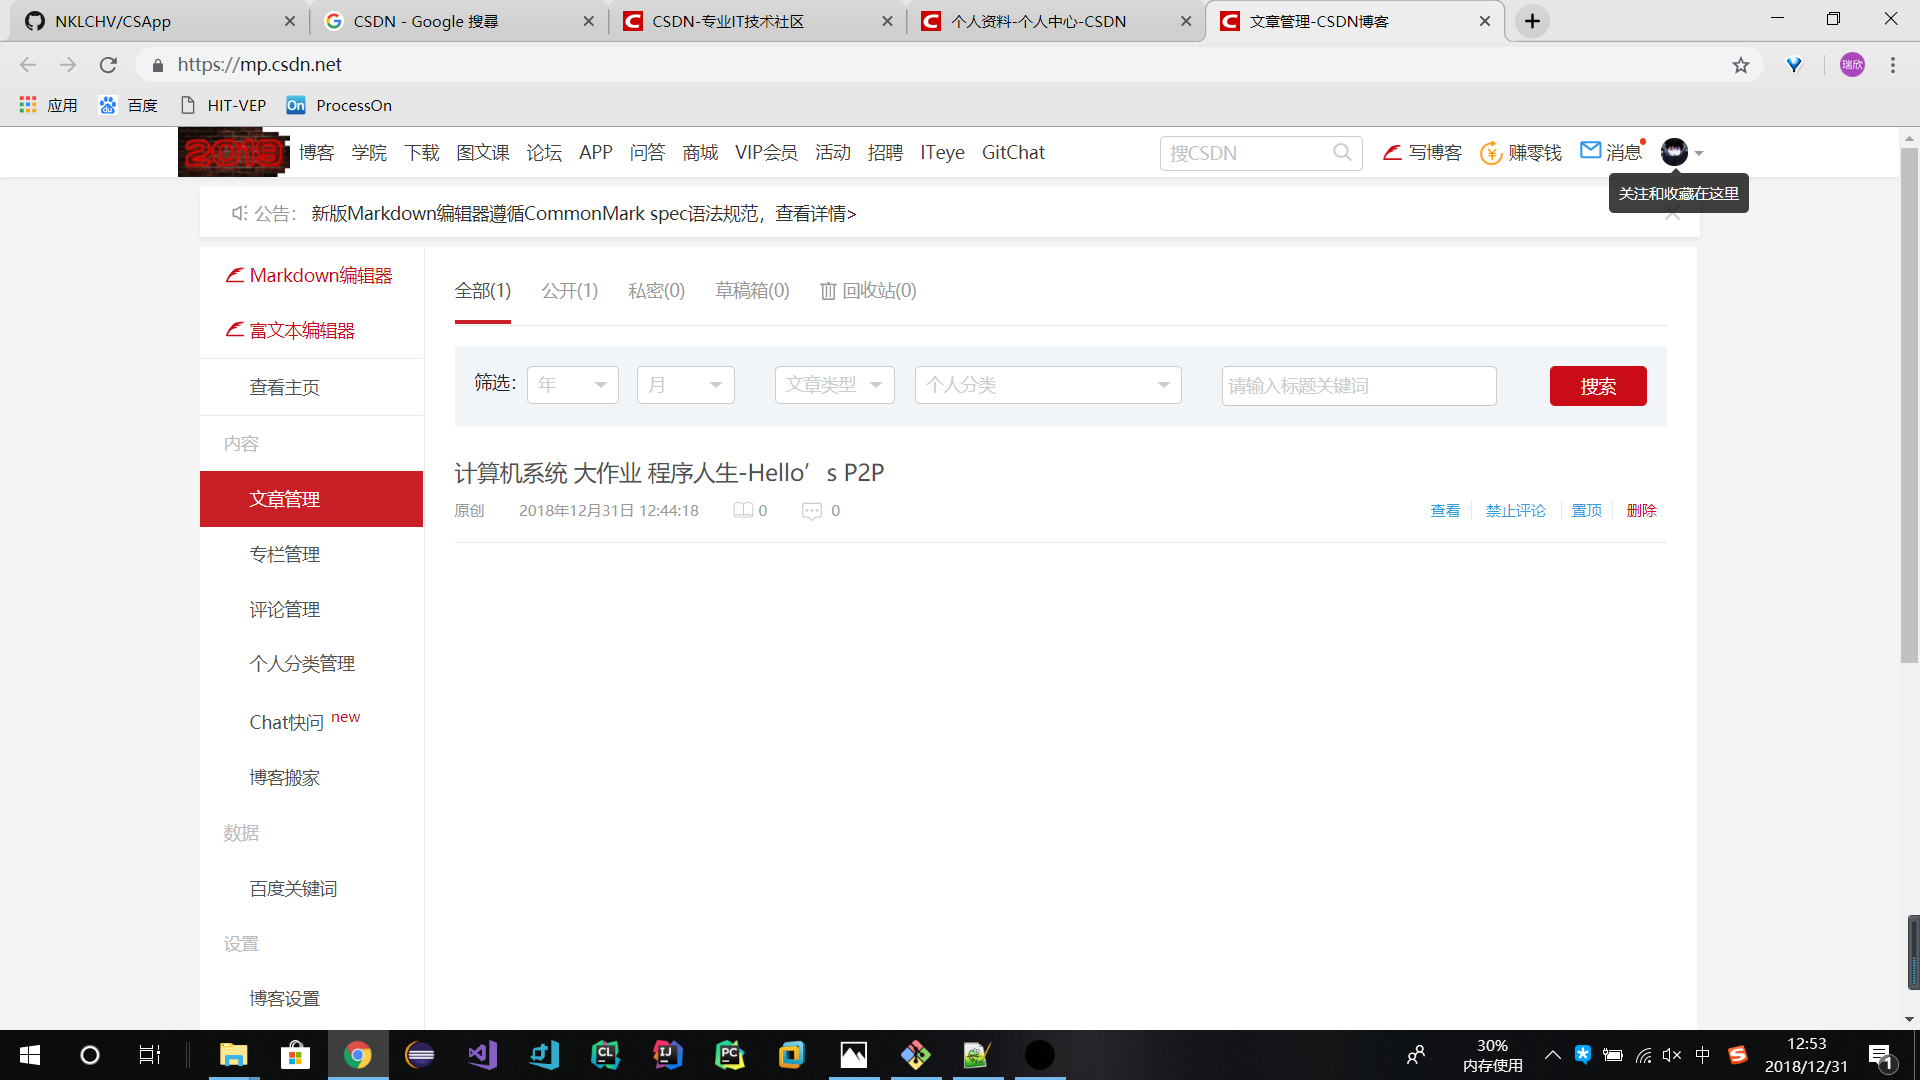 NKLCHV/CSApp
CSDN - Google 搜尋
CSDN-专业IT技术社区
个人资料-个人中心-CSDN
文章管理-CSDN博客
https://mp.csdn.net
瑞欣
应用 百度 HIT-VEP On ProcessOn
2019 博客 学院 下载 图文课 论坛 APP 问答 商城 VIP会员 活动 招聘 ITeye GitChat 搜CSDN 写博客 赚零钱 消息
关注和收藏在这里
公告： 新版Markdown编辑器遵循CommonMark spec语法规范，查看详情>
Markdown编辑器
富文本编辑器
查看主页
内容
文章管理
专栏管理
评论管理
个人分类管理
Chat快问 new
博客搬家
数据
百度关键词
设置
博客设置
全部(1) 公开(1) 私密(0) 草稿箱(0) 回收站(0)
筛选: 年 月 文章类型 个人分类 请输入标题关键词 搜索
计算机系统 大作业 程序人生-Hello’s P2P
原创 2018年12月31日 12:44:18 0 0 查看 禁止评论 置顶 删除
CL IJ PC
30%
内存使用
中
12:53
2018/12/31
1